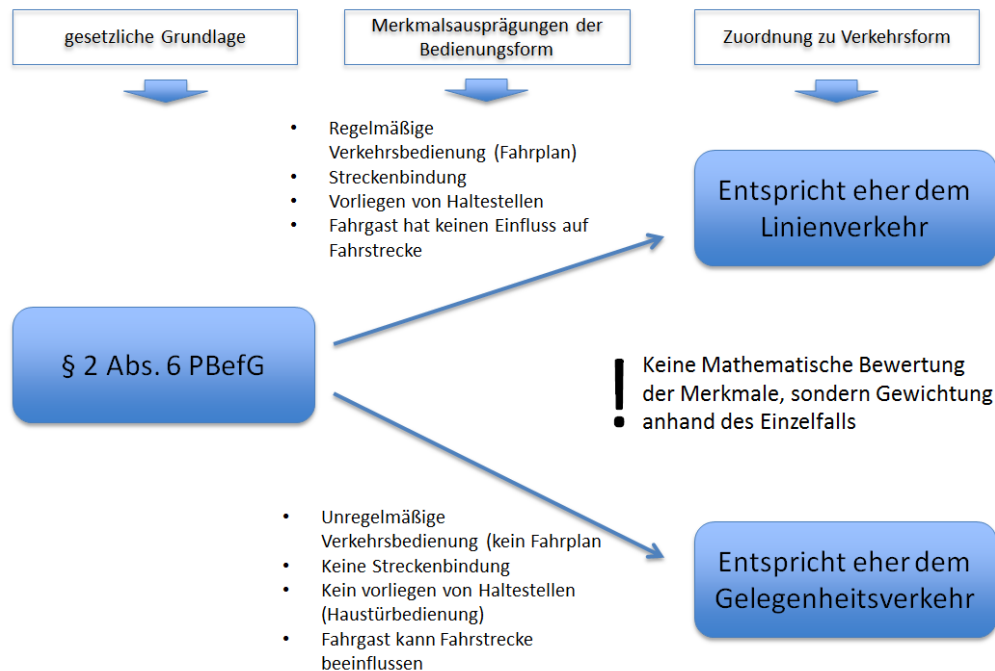 gesetzliche Grundlage
Merkmalsausprägungen der
Bedienungsform
Zuordnung zu Verkehrsform
• Regelmäßige
Verkehrsbedienung (Fahrplan)
• Streckenbindung
• Vorliegen von Haltestellen
• Fahrgast hat keinen Einfluss auf
Fahrstrecke
Entspricht eher dem
Linienverkehr
§ 2 Abs. 6 PBefG
! Keine Mathematische Bewertung
der Merkmale, sondern Gewichtung
anhand des Einzelfalls
• Unregelmäßige
Verkehrsbedienung (kein Fahrplan
• Keine Streckenbindung
• Kein vorliegen von Haltestellen
(Haustürbedienung)
• Fahrgast kann Fahrstrecke
beeinflussen
Entspricht eher dem
Gelegenheitsverkehr